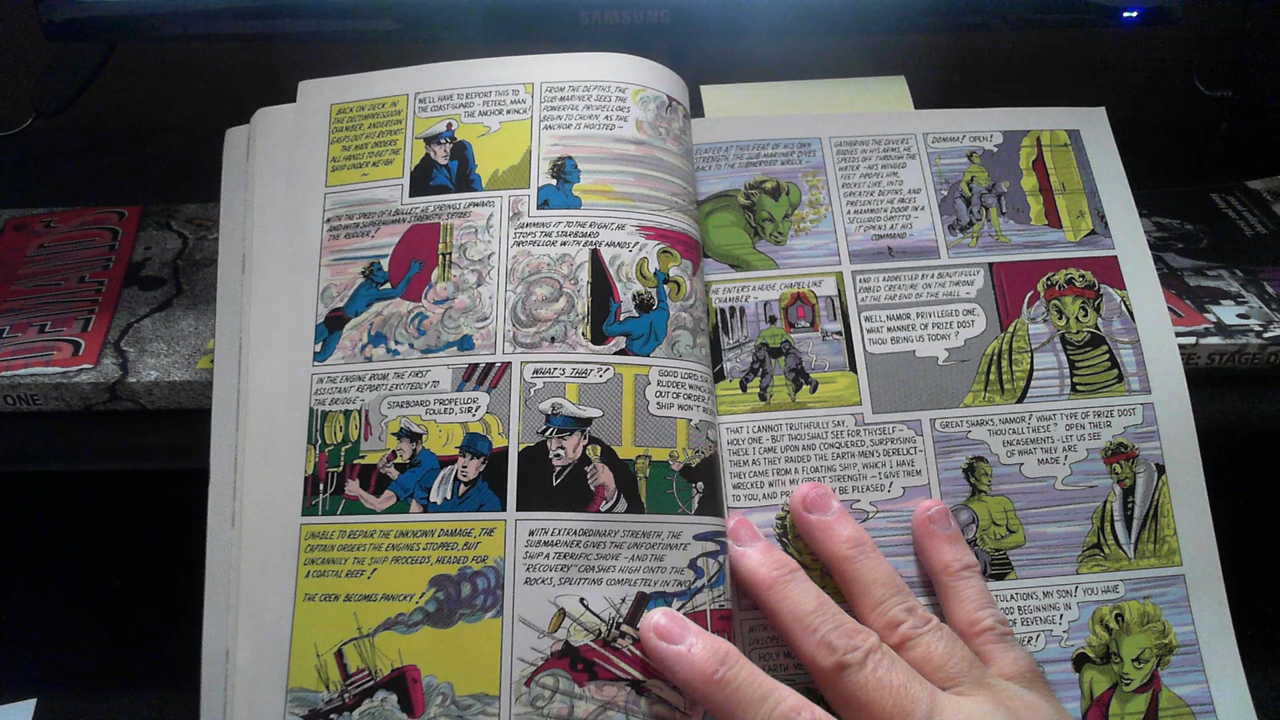 SAMSUNG
BACK ON DECK, IN
THE DECOMPRESSION
CHAMBER, ANDERSON
GASPS OUT HIS REPORT.
THE MATE ORDERS
ALL HANDS TO GET THE
SHIP UNDER WEIGH
~
WE'LL HAVE TO REPORT THIS TO
THE COAST-GUARD - PETERS, MAN
THE ANCHOR WINCH!
FROM THE DEPTHS, THE
SUB-MARINER SEES THE
POWERFUL PROPELLORS
BEGIN TO CHURN, AS THE
ANCHOR IS HOISTED ~
WITH THE SPEED OF A BULLET, HE SPRINGS UPWARD,
AND WITH SUPERHUMAN STRENGTH, SEIZES
THE RUDDER!
JAMMING IT TO THE RIGHT, HE
STOPS THE STARBOARD
PROPELLOR WITH BARE HANDS!
IN THE ENGINE ROOM, THE FIRST
ASSISTANT REPORTS EXCITEDLY TO
THE BRIDGE ~
STARBOARD PROPELLOR
FOULED, SIR!
WHAT'S THAT?!
GOOD LORD, SIR
RUDDER WINCH
OUT OF ORDER!
SHIP WON'T
UNABLE TO REPAIR THE UNKNOWN DAMAGE, THE
CAPTAIN ORDERS THE ENGINES STOPPED, BUT
UNCANNILY THE SHIP PROCEEDS, HEADED FOR
A COASTAL REEF!
THE CREW BECOMES PANICKY!
WITH EXTRAORDINARY STRENGTH, THE
SUBMARINER GIVES THE UNFORTUNATE
SHIP A TERRIFIC SHOVE - AND THE
"RECOVERY" CRASHES HIGH ONTO THE
ROCKS, SPLITTING COMPLETELY IN TWO
ELATED AT THIS FEAT OF HIS OWN
STRENGTH, THE SUB-MARINER DIVES
BACK TO THE SUBMERGED WRECK ~
GATHERING THE DIVERS'
BODIES IN HIS ARMS, HE
SPEEDS OFF THROUGH THE
WATER - HIS WINGED
FEET PROPEL HIM,
ROCKET LIKE, INTO
GREATER DEPTHS, AND
PRESENTLY HE FACES
A MAMMOTH DOOR IN A
SECLUDED GROTTO -
IT OPENS AT HIS
COMMAND ~
DOMMA! OPEN!
HE ENTERS A HUGE, CHAPEL-LIKE
CHAMBER ~
AND IS ADDRESSED BY A BEAUTIFULLY
ROBED CREATURE ON THE THRONE
AT THE FAR END OF THE HALL ~
WELL, NAMOR, PRIVILEGED ONE,
WHAT MANNER OF PRIZE DOST
THOU BRING US TODAY?
THAT I CANNOT TRUTHFULLY SAY,
HOLY ONE - BUT THOU SHALT SEE FOR THYSELF -
THESE I CAME UPON AND CONQUERED, SURPRISING
THEM AS THEY RAIDED THE EARTH-MEN'S DERELICT -
THEY CAME FROM A FLOATING SHIP, WHICH I HAVE
WRECKED WITH MY GREAT STRENGTH ~ I GIVE THEM
TO YOU, AND BE PLEASED!
GREAT SHARKS, NAMOR! WHAT TYPE OF PRIZE DOST
THOU CALL THESE? OPEN THEIR
ENCASEMENTS - LET US SEE
OF WHAT THEY ARE
MADE!
WITH
HOLY
EARTH-ME
TULATIONS, MY SON! YOU HAVE
OOD BEGINNING IN
OF REVENGE!
ONE
E: STAGE D